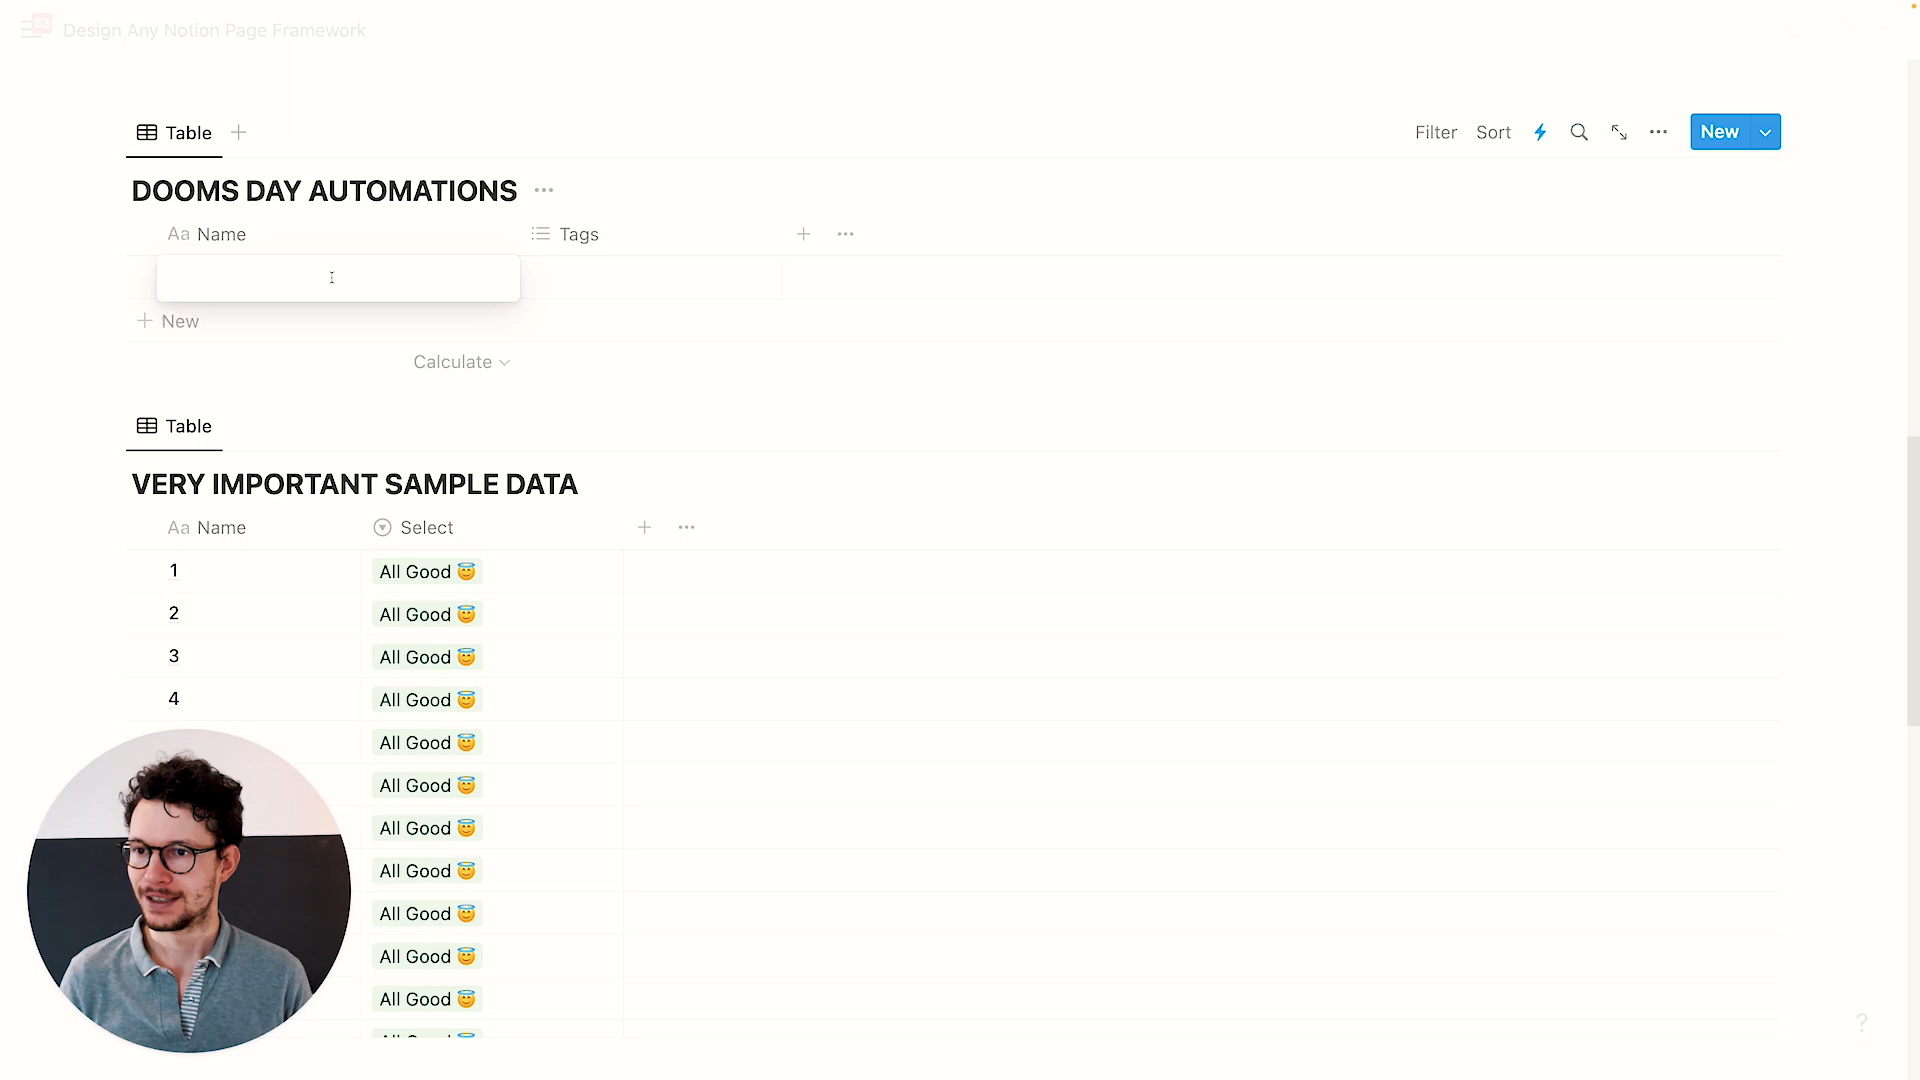 Design Any Notion Page Framework
Table
Filter Sort New
DOOMS DAY AUTOMATIONS
Aa Name Tags
New
Calculate
Table
VERY IMPORTANT SAMPLE DATA
Aa Name Select
1 All Good 😇
2 All Good 😇
3 All Good 😇
4 All Good 😇
All Good 😇
All Good 😇
All Good 😇
All Good 😇
All Good 😇
All Good 😇
All Good 😇
?